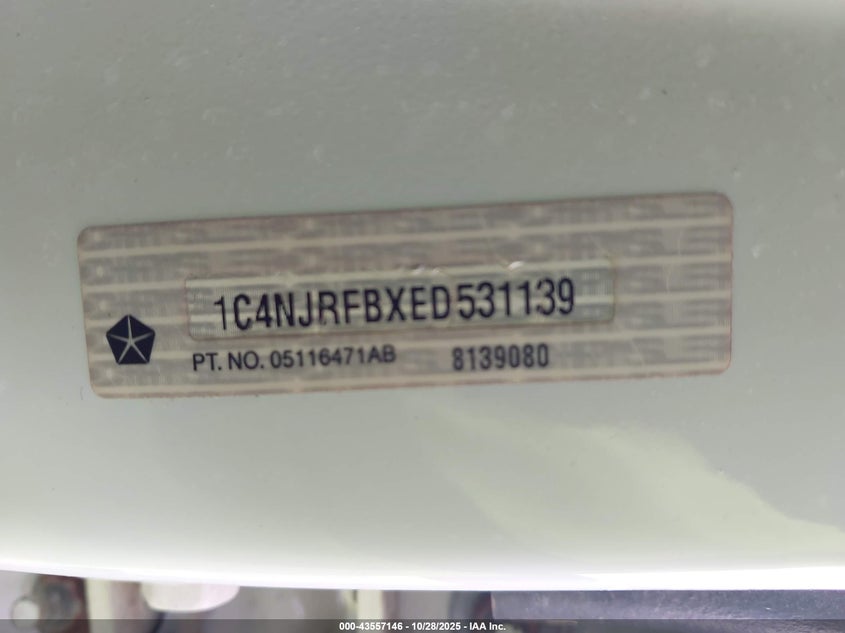 1C4NJRFBXED531139
PT. NO. 05116471AB 8139080
000-43557146 - 10/28/2025 - IAA Inc.